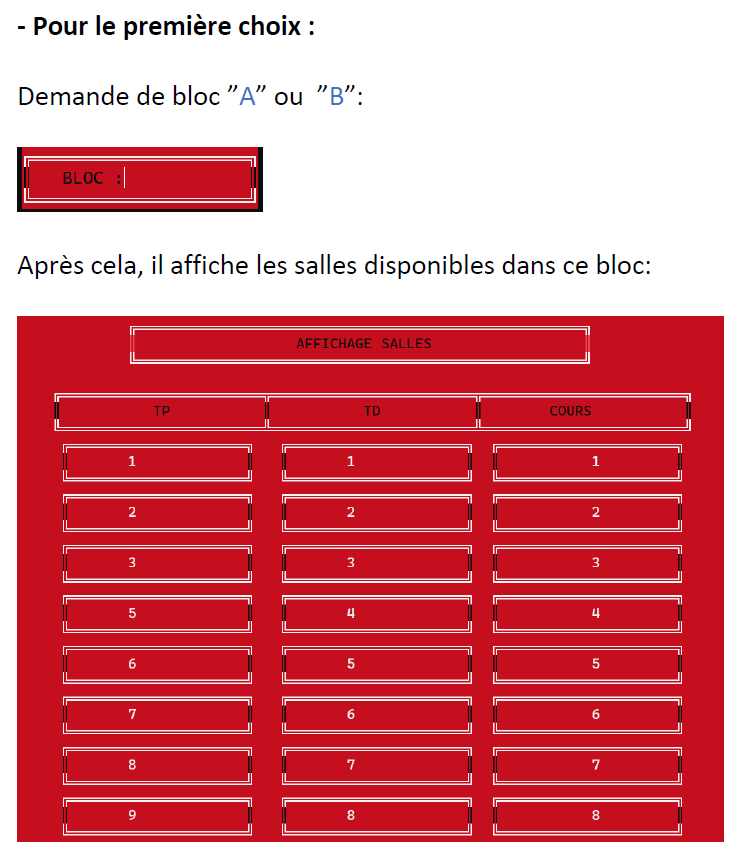 - Pour le première choix :
Demande de bloc ”A” ou ”B”:
BLOC :
Après cela, il affiche les salles disponibles dans ce bloc:
AFFICHAGE SALLES
TP TD COURS
1 1 1
2 2 2
3 3 3
5 4 4
6 5 5
7 6 6
8 7 7
9 8 8